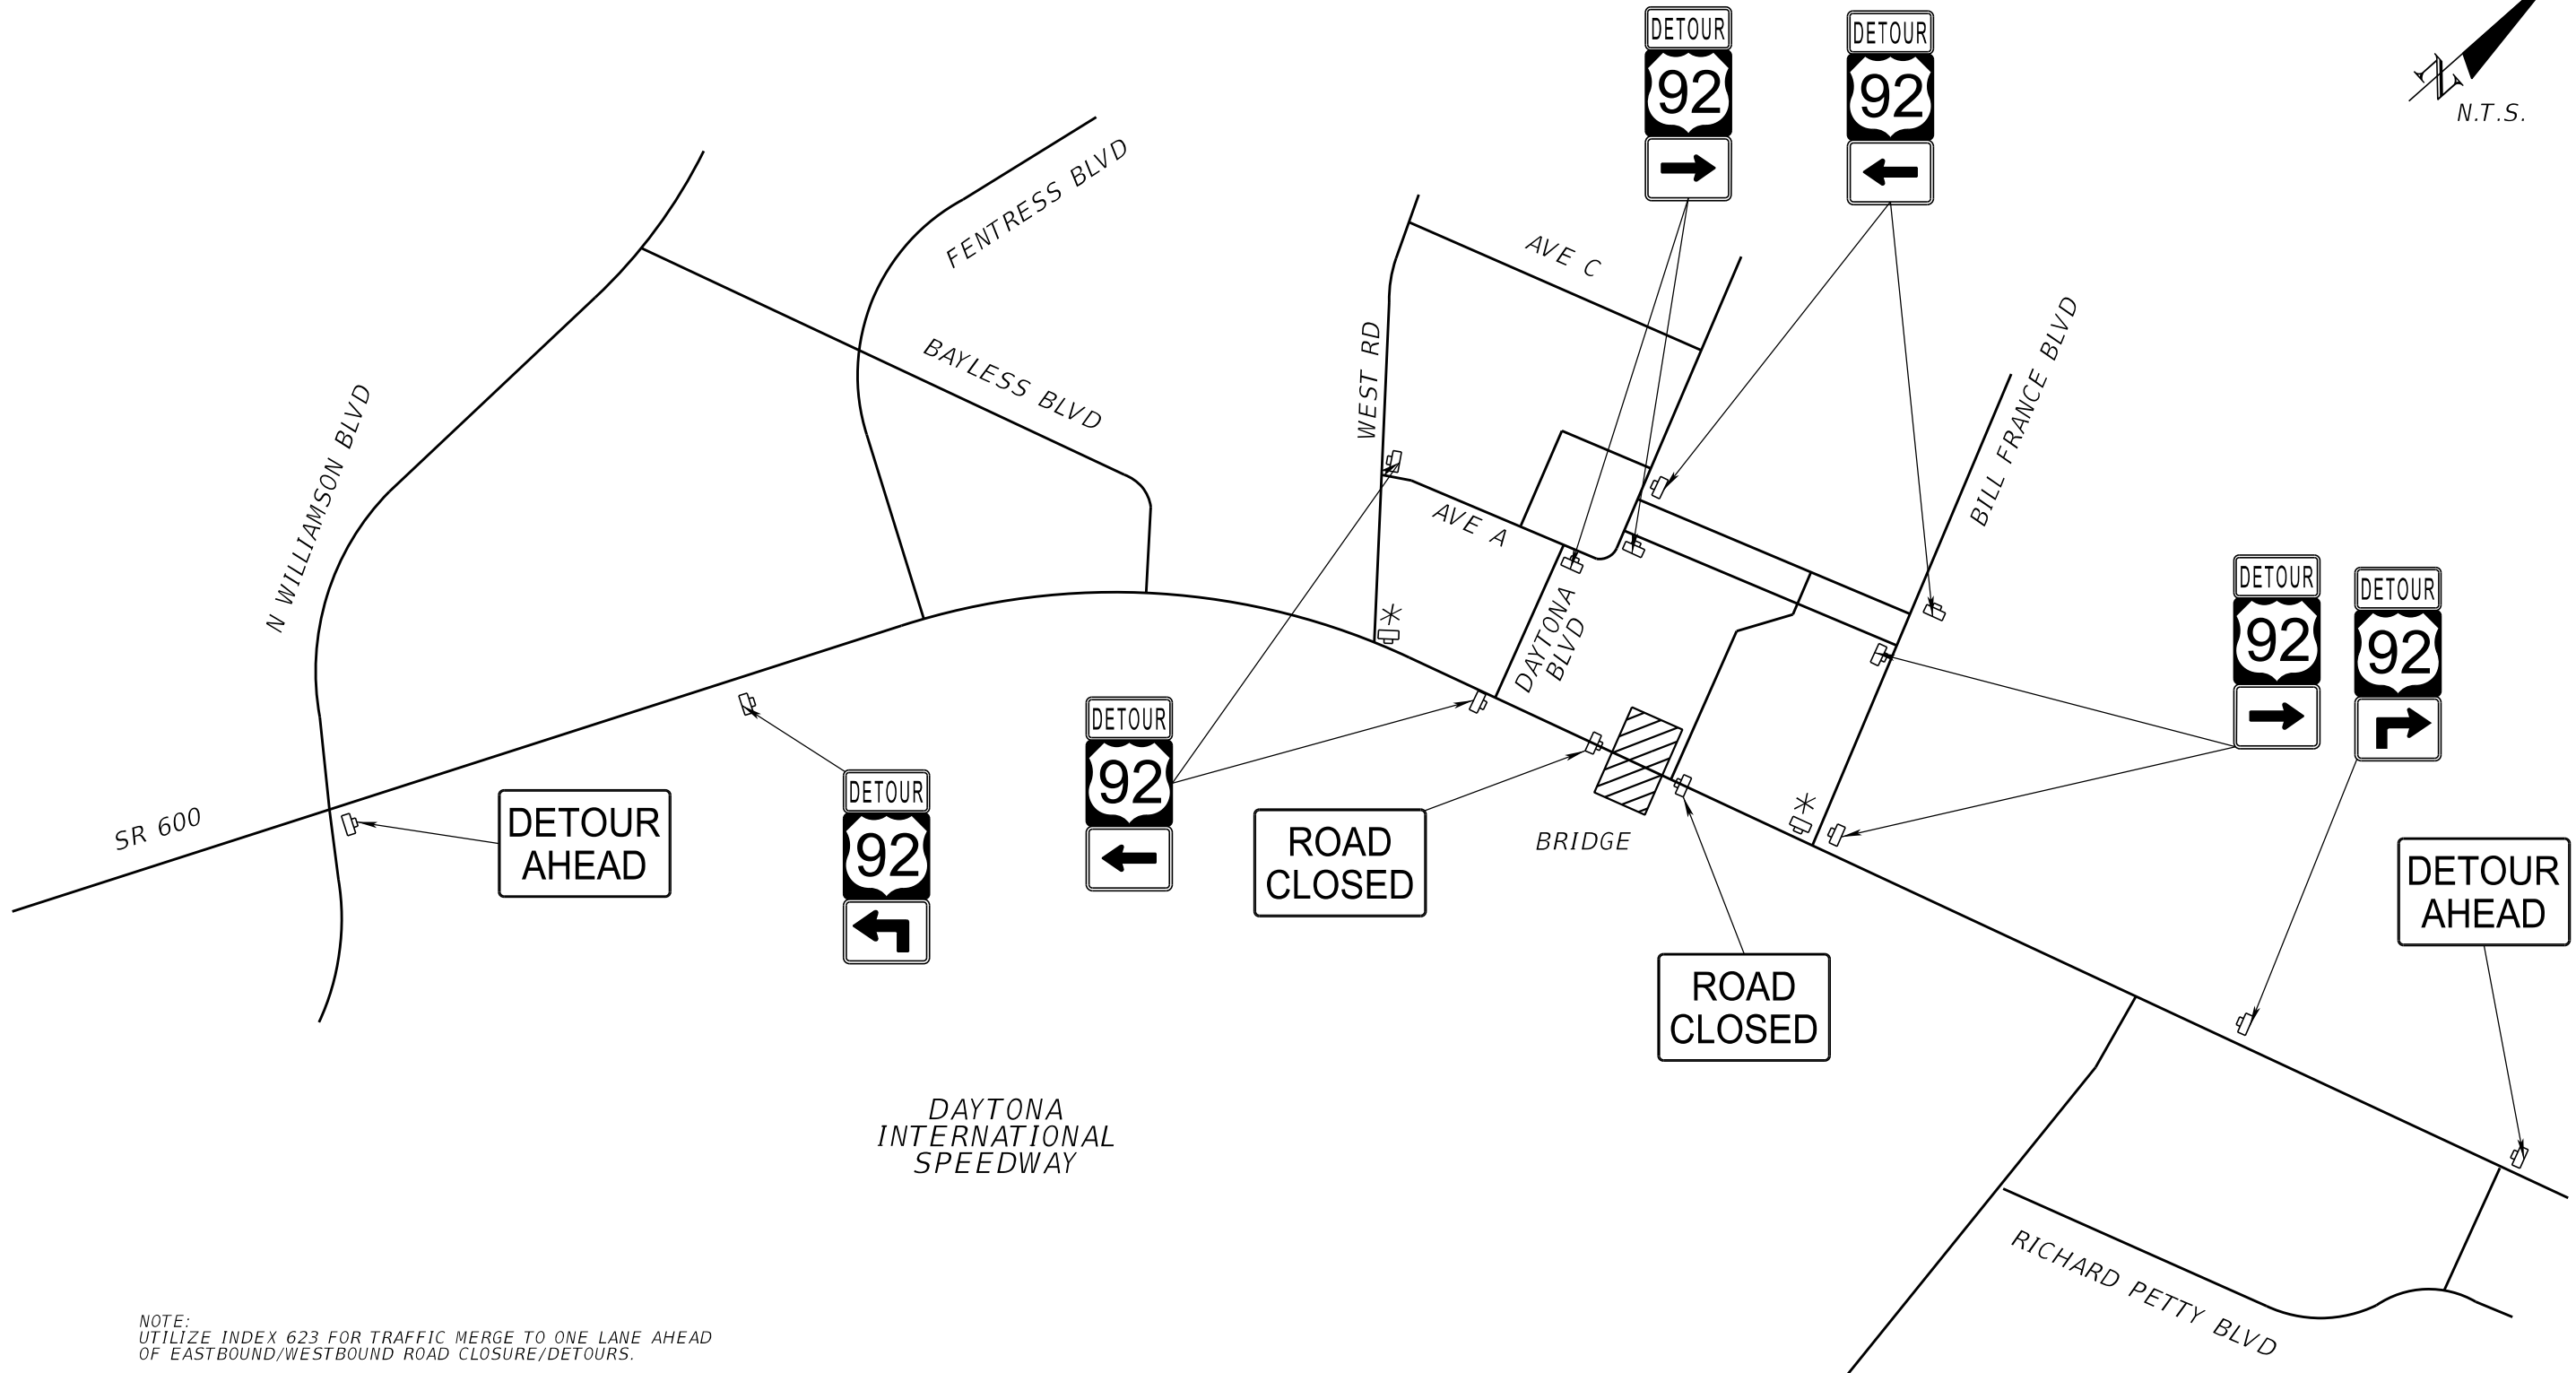 DETOUR
92
DETOUR
92
N
N.T.S.
FENTRESS BLVD
AVE C
BAYLESS BLVD
WEST RD
BILL FRANCE BLVD
N WILLIAMSON BLVD
AVE A
*
DAYTONA
BLVD
DETOUR
92
DETOUR
92
DETOUR
92
SR 600
DETOUR
AHEAD
DETOUR
92
ROAD
CLOSED
BRIDGE
*
DETOUR
AHEAD
ROAD
CLOSED
DAYTONA
INTERNATIONAL
SPEEDWAY
RICHARD PETTY BLVD
NOTE:
UTILIZE INDEX 623 FOR TRAFFIC MERGE TO ONE LANE AHEAD
OF EASTBOUND/WESTBOUND ROAD CLOSURE/DETOURS.